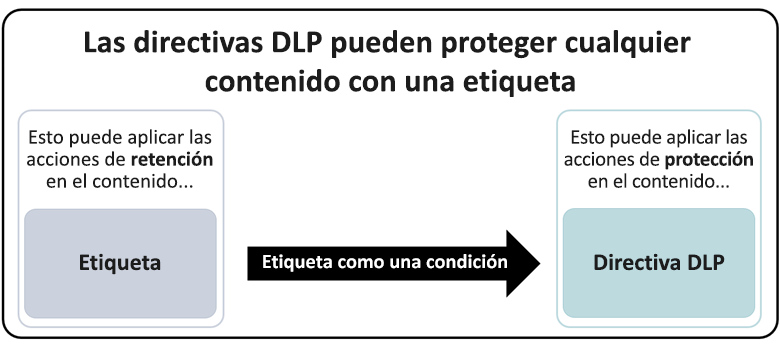 Las directivas DLP pueden proteger cualquier
contenido con una etiqueta
Esto puede aplicar las
acciones de retención
en el contenido...
Etiqueta
Etiqueta como una condición
Esto puede aplicar las
acciones de protección
en el contenido...
Directiva DLP